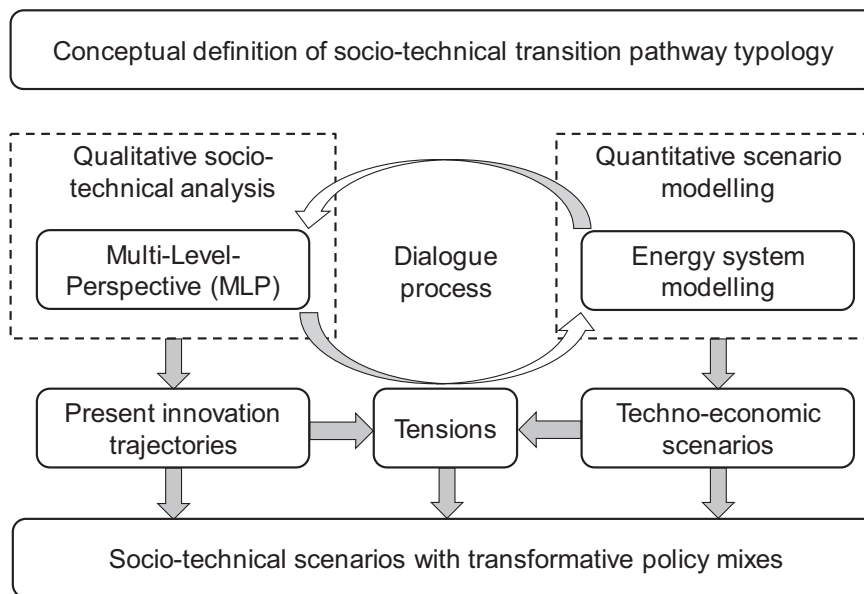 Conceptual definition of socio-technical transition pathway typology
Qualitative socio-
technical analysis
Multi-Level-
Perspective (MLP)
Dialogue
process
Quantitative scenario
modelling
Energy system
modelling
Present innovation
trajectories
Tensions
Techno-economic
scenarios
Socio-technical scenarios with transformative policy mixes